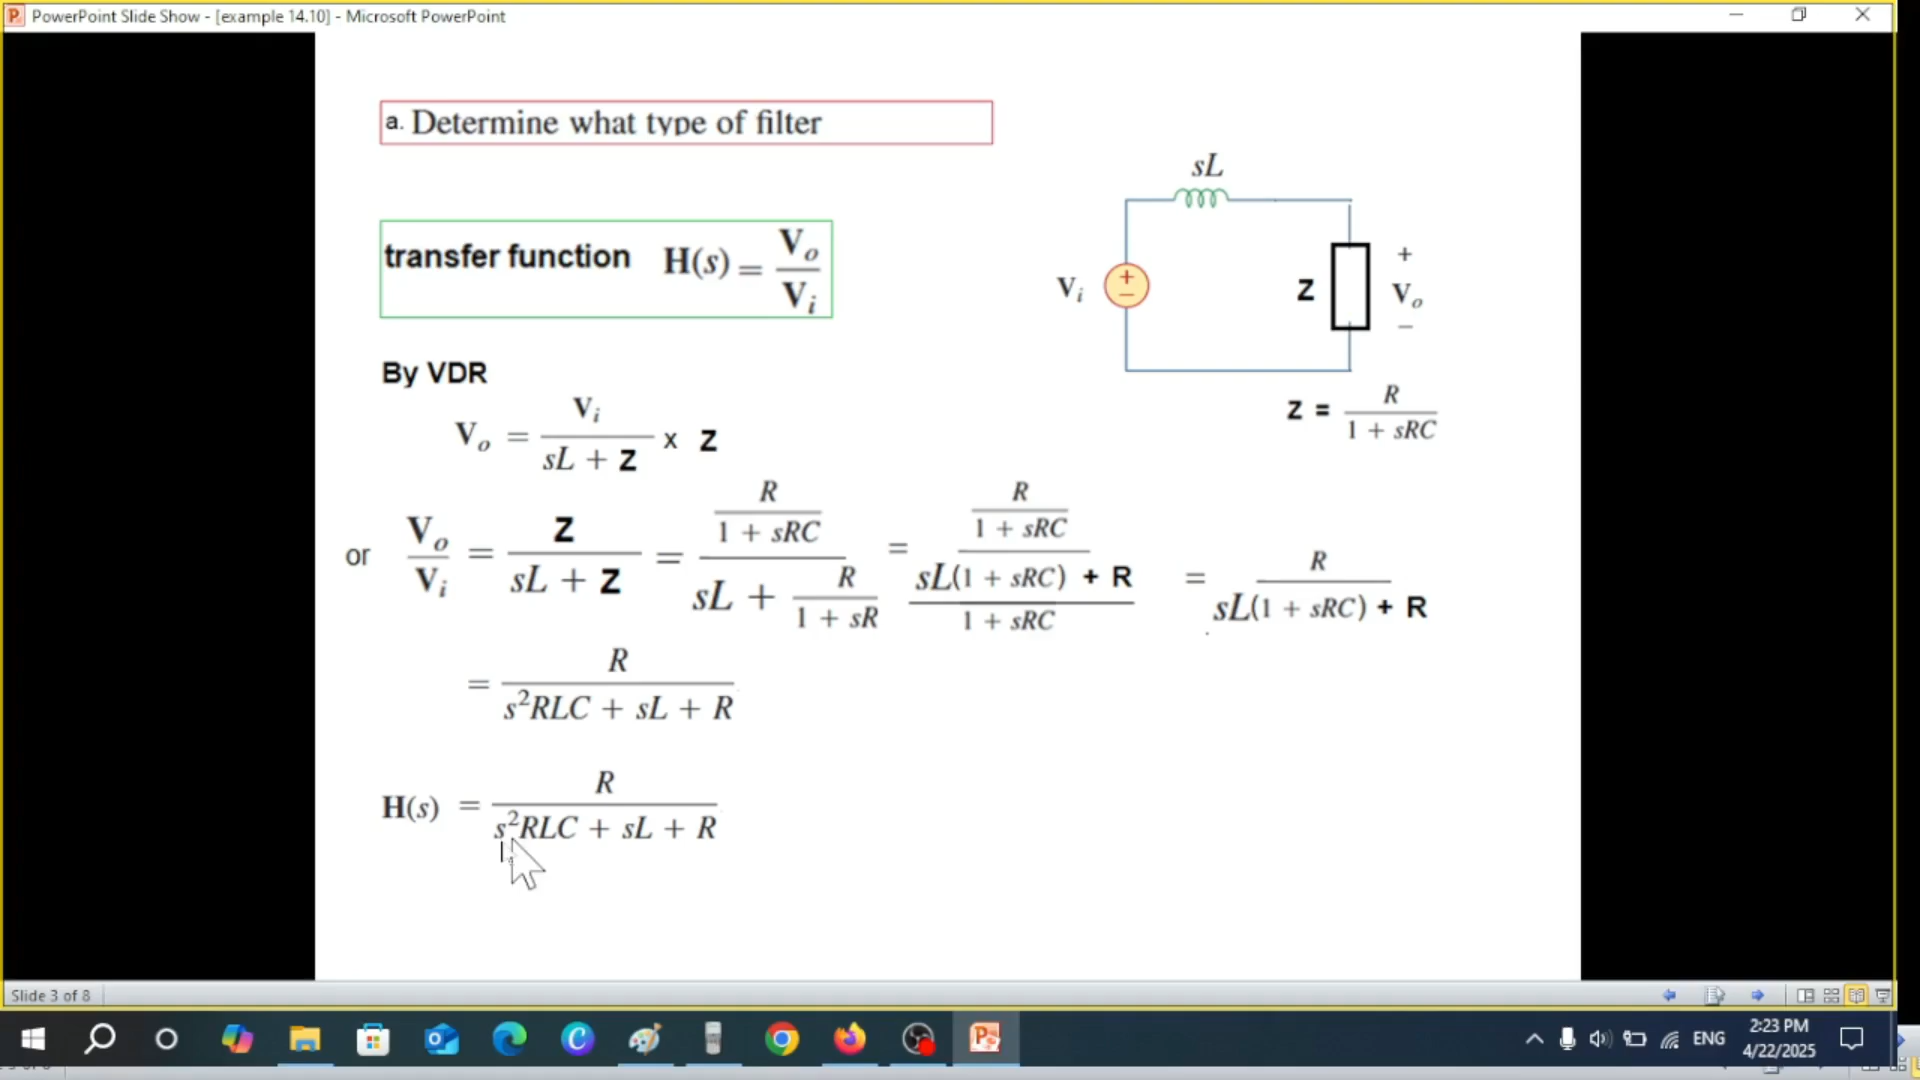 PowerPoint Slide Show - [example 14.10] - Microsoft PowerPoint
a. Determine what type of filter
transfer function H(s) = Vo / Vi
sL
Vi
+
−
Z
+
Vo
−
Z = R / (1 + sRC)
By VDR
Vo = Vi / (sL + Z) x Z
or Vo / Vi = Z / (sL + Z) = (R / (1 + sRC)) / (sL + R / (1 + sR)) = (R / (1 + sRC)) / ((sL(1 + sRC) + R) / (1 + sRC)) = R / (sL(1 + sRC) + R)
= R / (s²RLC + sL + R)
H(s) = R / (s²RLC + sL + R)
Slide 3 of 8
ENG
2:23 PM
4/22/2025